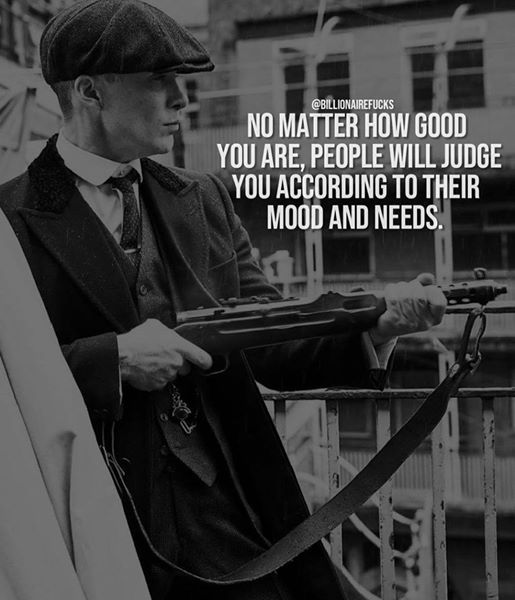 @BILLIONAIREFUCKS
NO MATTER HOW GOOD
YOU ARE, PEOPLE WILL JUDGE
YOU ACCORDING TO THEIR
MOOD AND NEEDS.